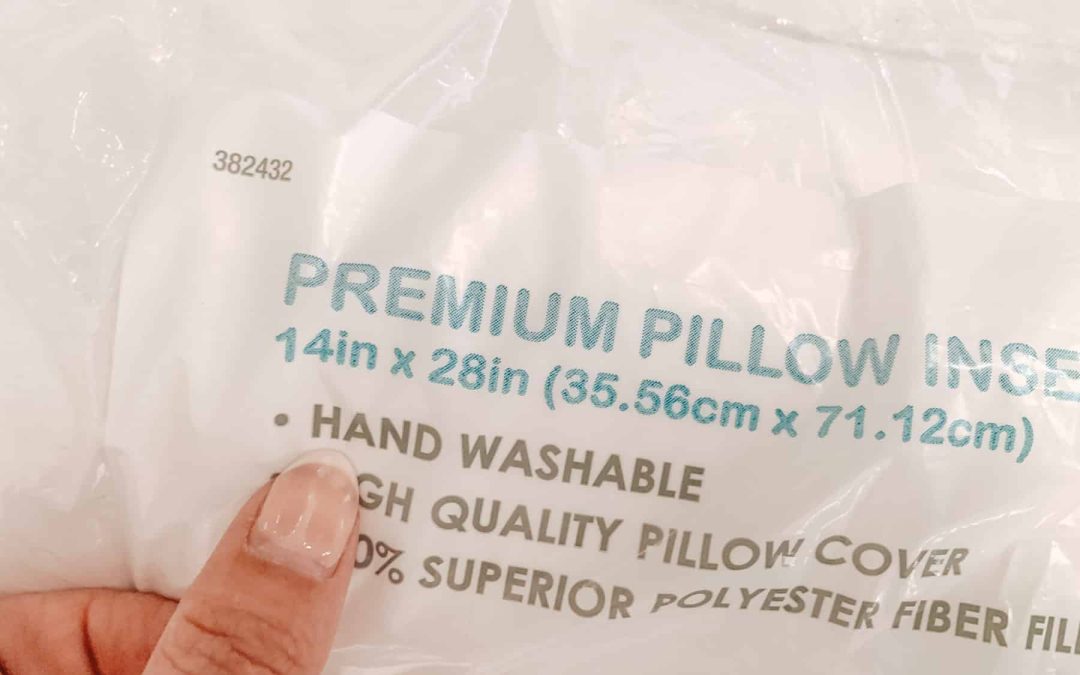 382432
PREMIUM PILLOW INSE
14in x 28in (35.56cm x 71.12cm)
• HAND WASHABLE
GH QUALITY PILLOW COVER
0% SUPERIOR POLYESTER FIBER FILL